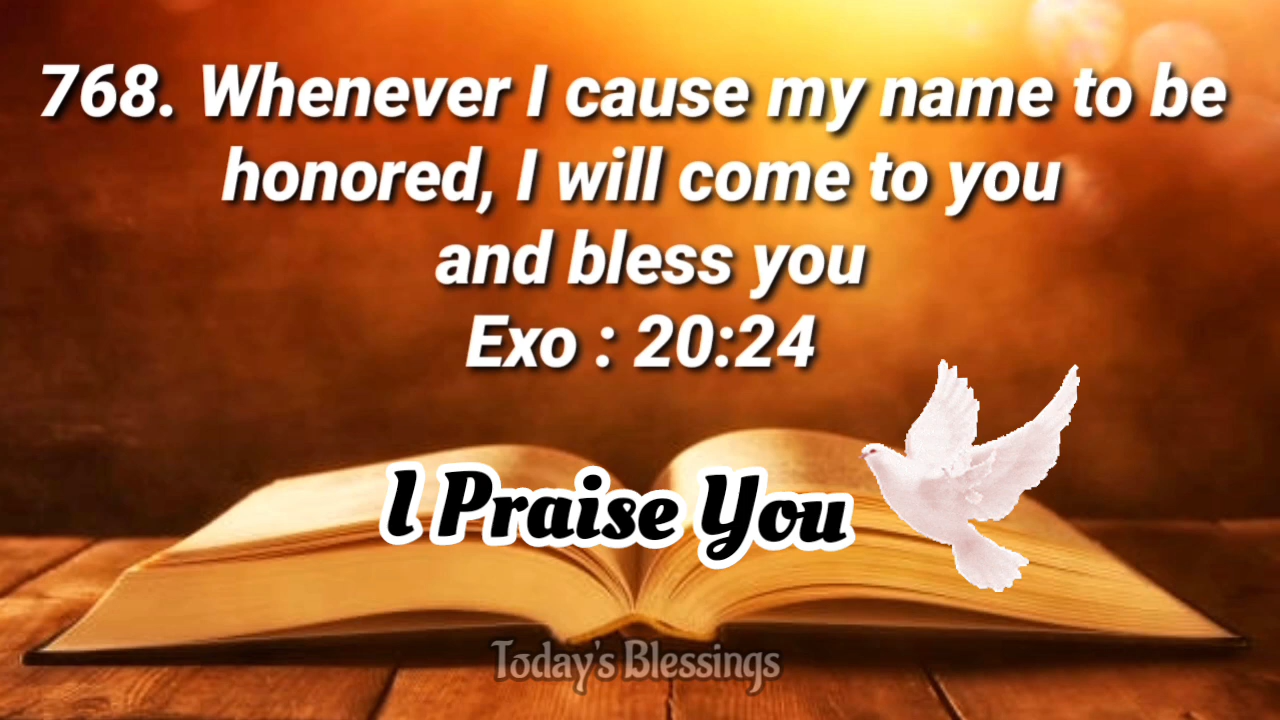 768. Whenever I cause my name to be
honored, I will come to you
and bless you
Exo : 20:24
I Praise You
Today's Blessings